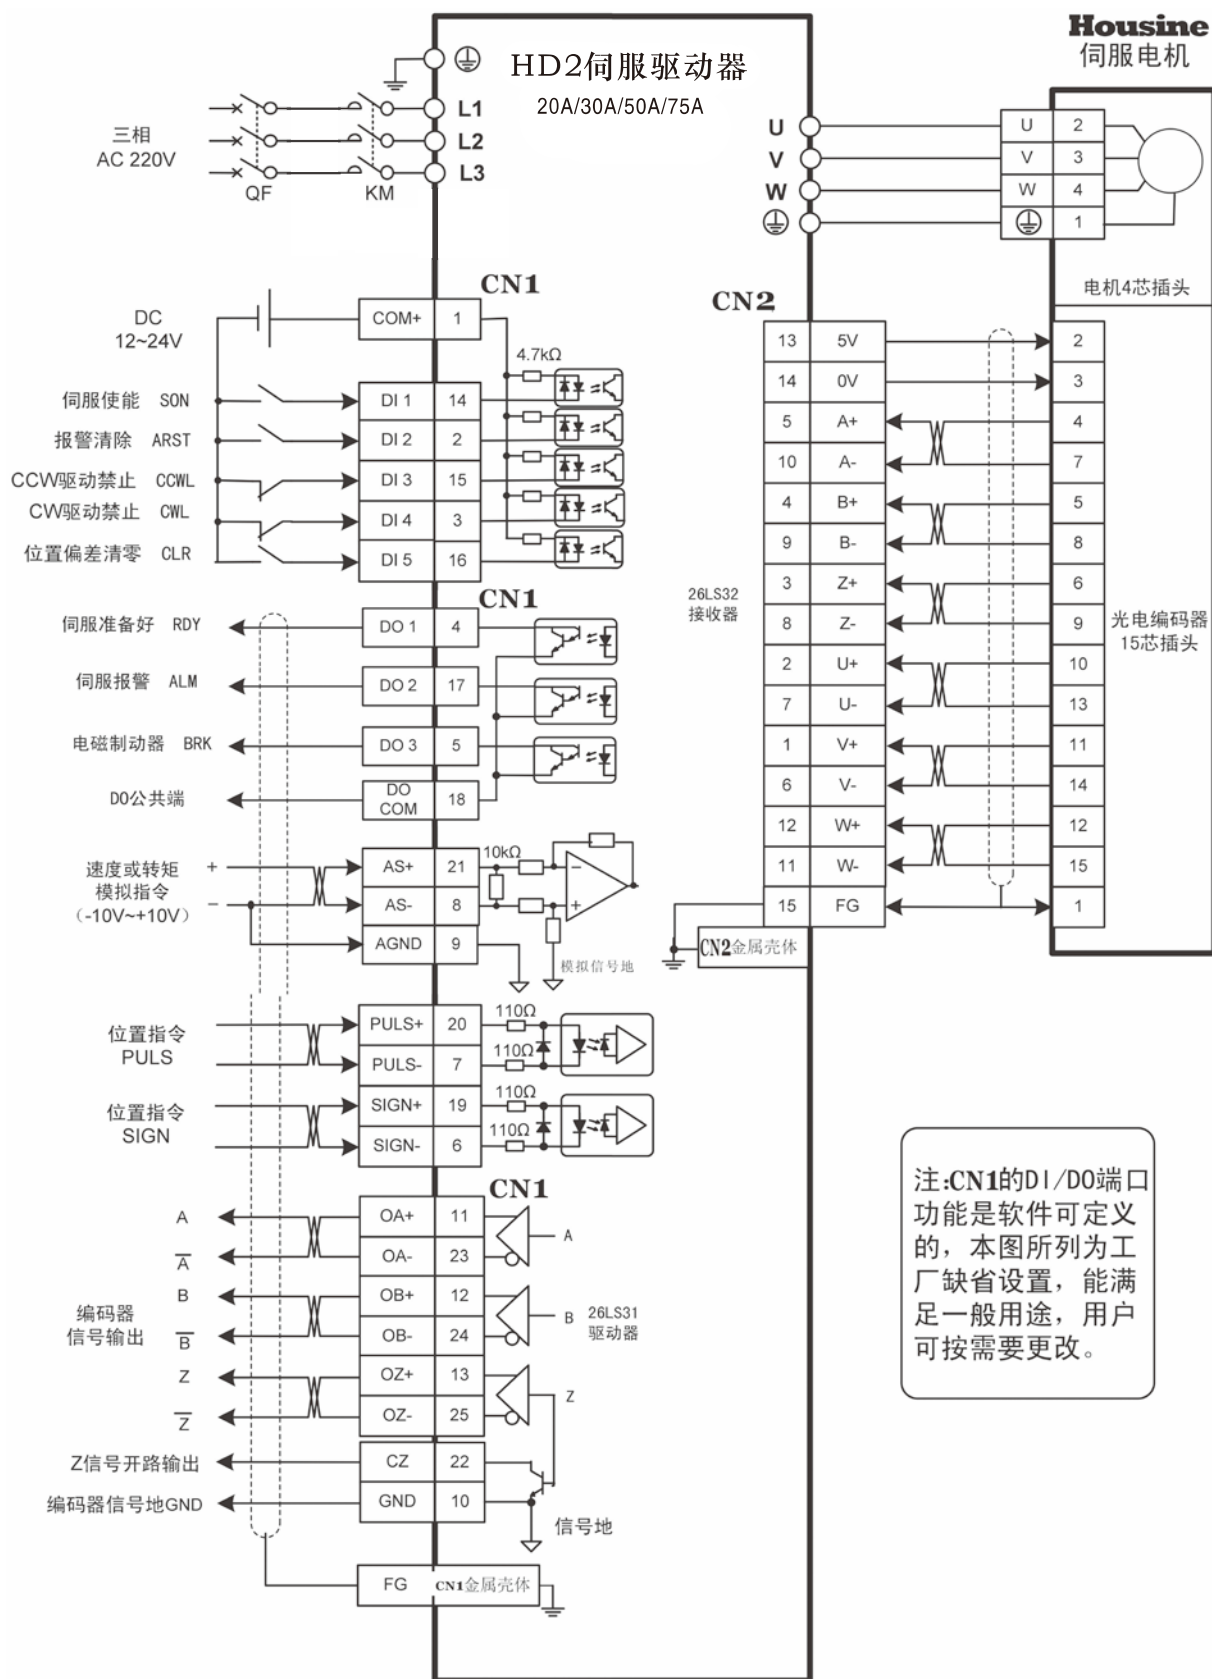 Housine
伺服电机
HD2伺服驱动器
20A/30A/50A/75A
三相
AC 220V
QF
KM
L1
L2
L3
U
V
W
U 2
V 3
W 4
1
电机4芯插头
CN1
DC
12~24V
COM+ 1
4.7kΩ
伺服使能 SON DI 1 14
报警清除 ARST DI 2 2
CCW驱动禁止 CCWL DI 3 15
CW驱动禁止 CWL DI 4 3
位置偏差清零 CLR DI 5 16
CN1
伺服准备好 RDY DO 1 4
伺服报警 ALM DO 2 17
电磁制动器 BRK DO 3 5
DO公共端 DO COM 18
速度或转矩
模拟指令
(-10V~+10V)
+ AS+ 21
- AS- 8
AGND 9
10kΩ
-
+
模拟信号地
位置指令
PULS
PULS+ 20 110Ω
PULS- 7 110Ω
位置指令
SIGN
SIGN+ 19 110Ω
SIGN- 6 110Ω
CN1
编码器
信号输出
A OA+ 11
A̅ OA- 23
A
B OB+ 12
B̅ OB- 24
B
26LS31
驱动器
Z OZ+ 13
Z̅ OZ- 25
Z
Z信号开路输出 CZ 22
编码器信号地GND GND 10
信号地
FG CN1金属壳体
CN2
13 5V 2
14 0V 3
5 A+ 4
10 A- 7
4 B+ 5
9 B- 8
3 Z+ 6
8 Z- 9
2 U+ 10
7 U- 13
1 V+ 11
6 V- 14
12 W+ 12
11 W- 15
15 FG 1
26LS32
接收器
光电编码器
15芯插头
CN2金属壳体
注:CN1的DI/DO端口
功能是软件可定义
的，本图所列为工
厂缺省设置，能满
足一般用途，用户
可按需要更改。